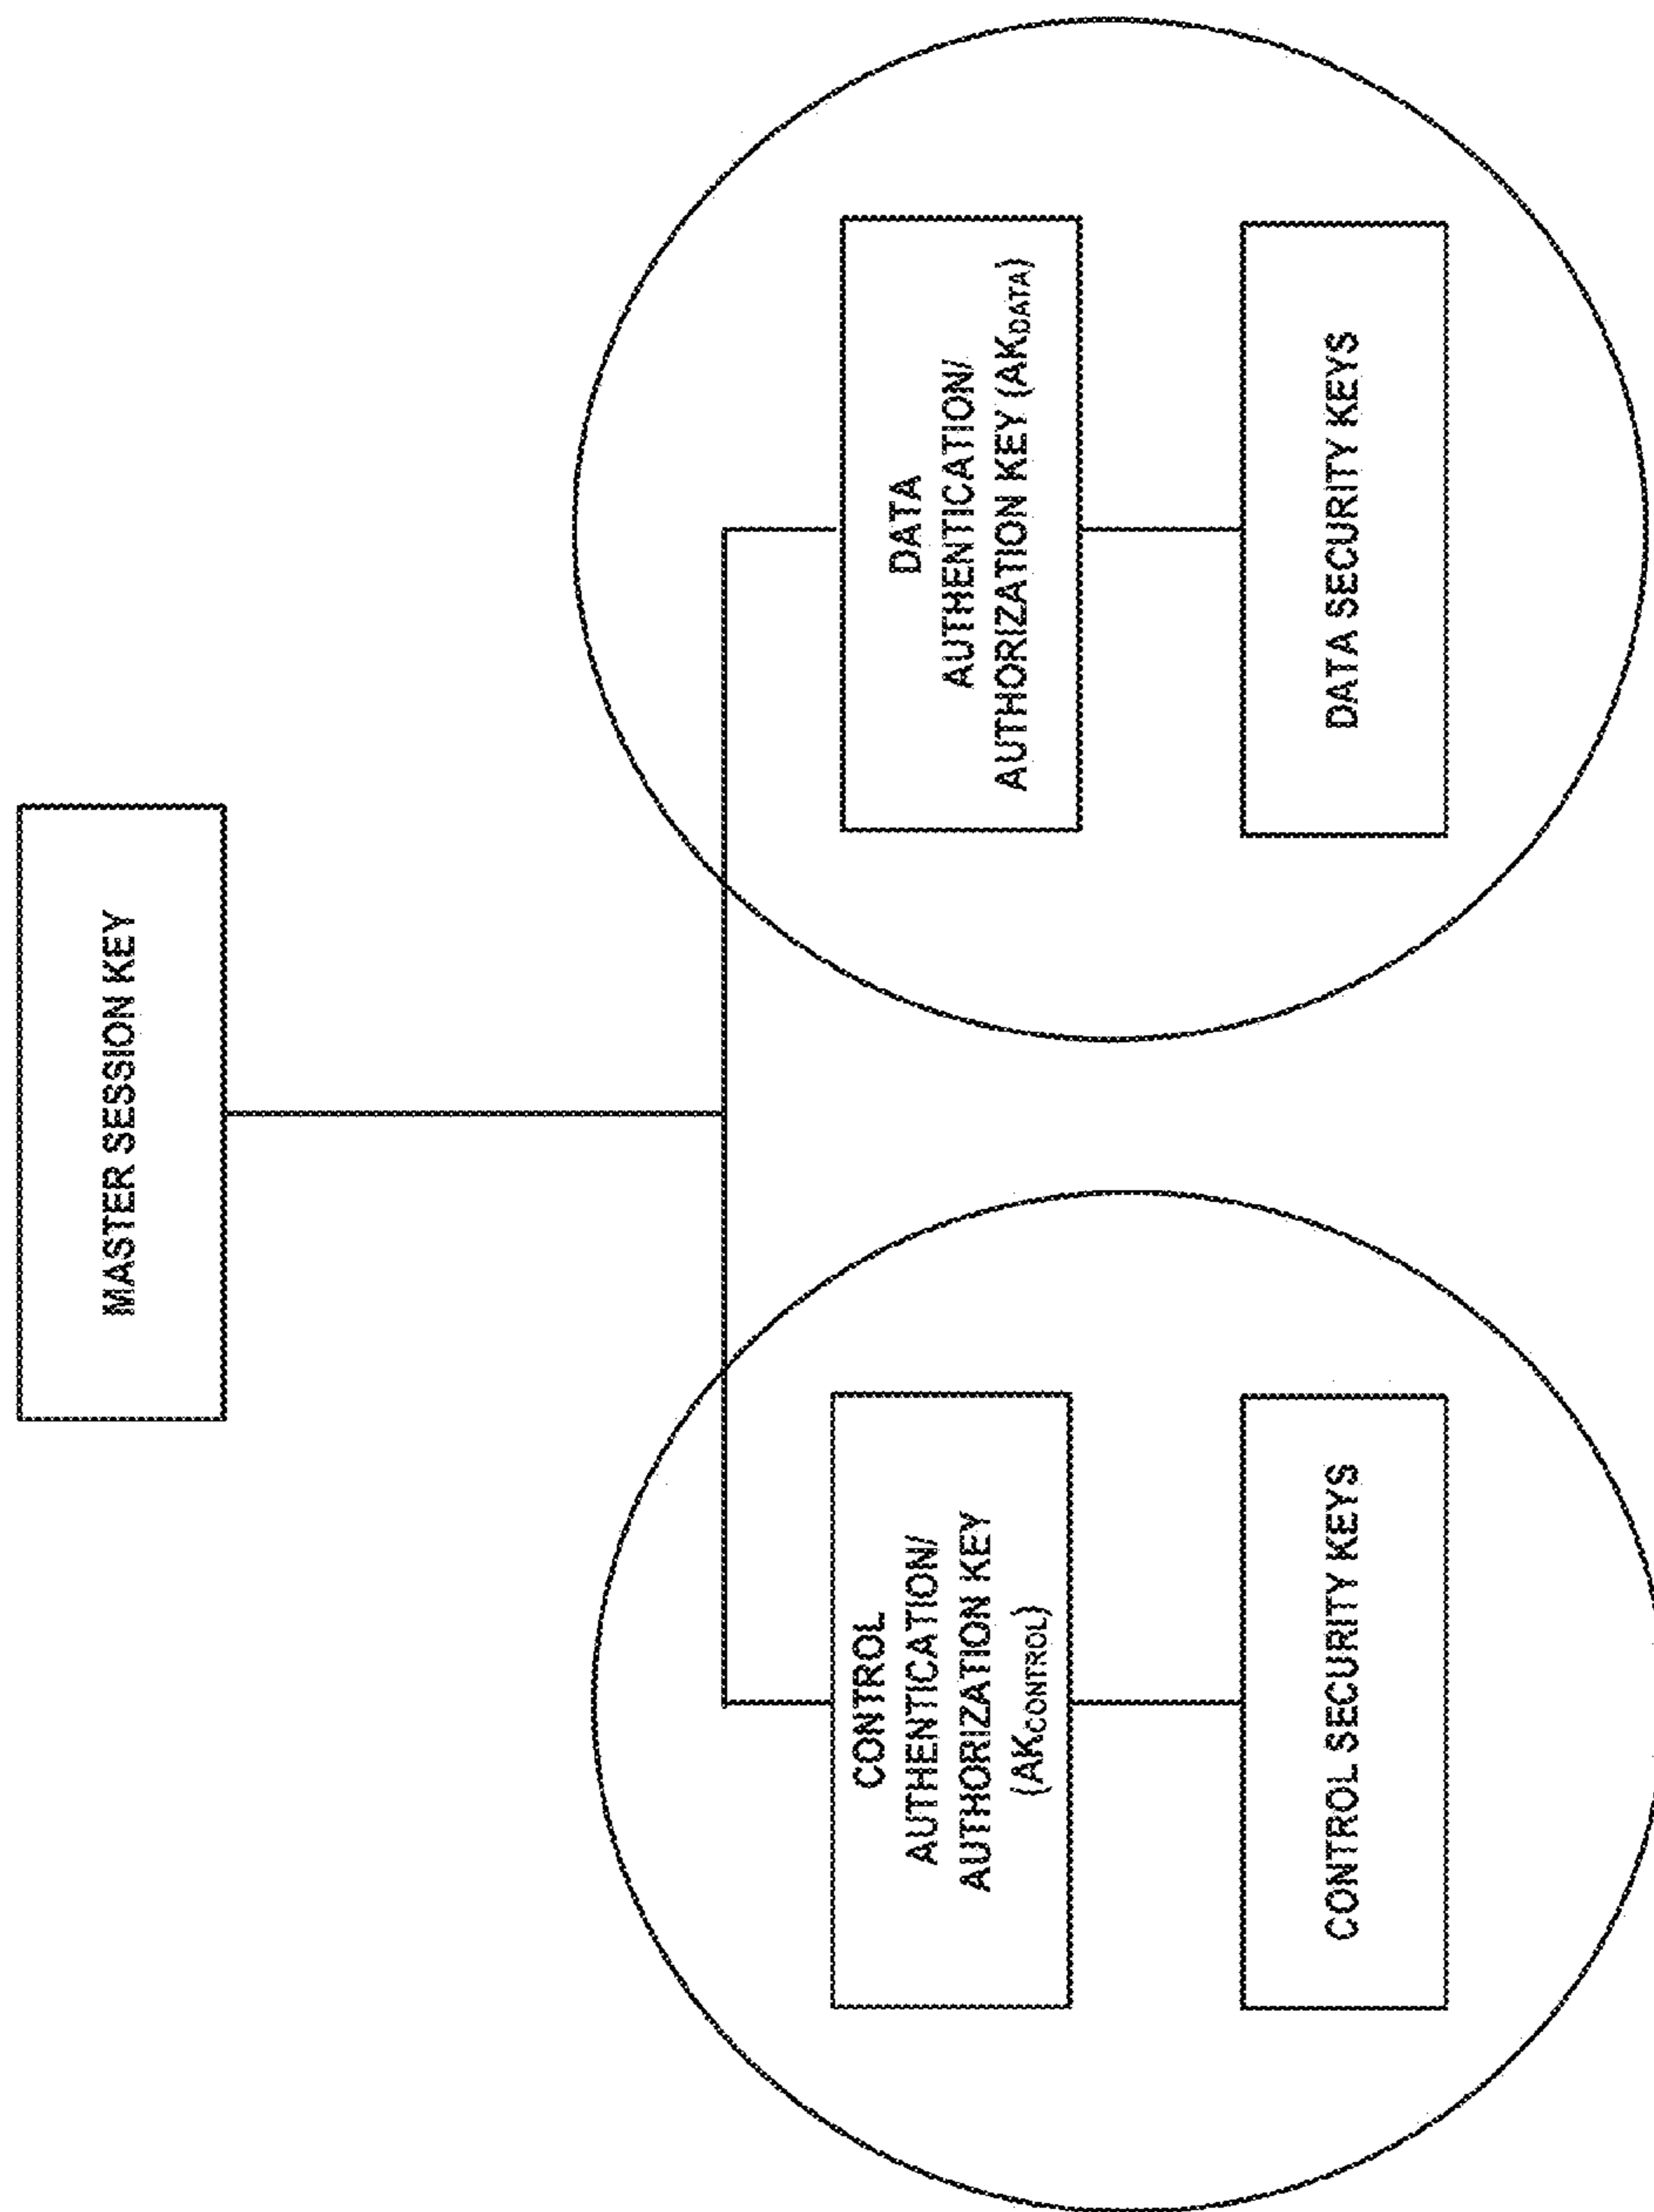 MASTER SESSION KEY
CONTROL
AUTHENTICATION/
AUTHORIZATION KEY
(AKCONTROL)
CONTROL SECURITY KEYS
DATA
AUTHENTICATION/
AUTHORIZATION KEY (AKDATA)
DATA SECURITY KEYS